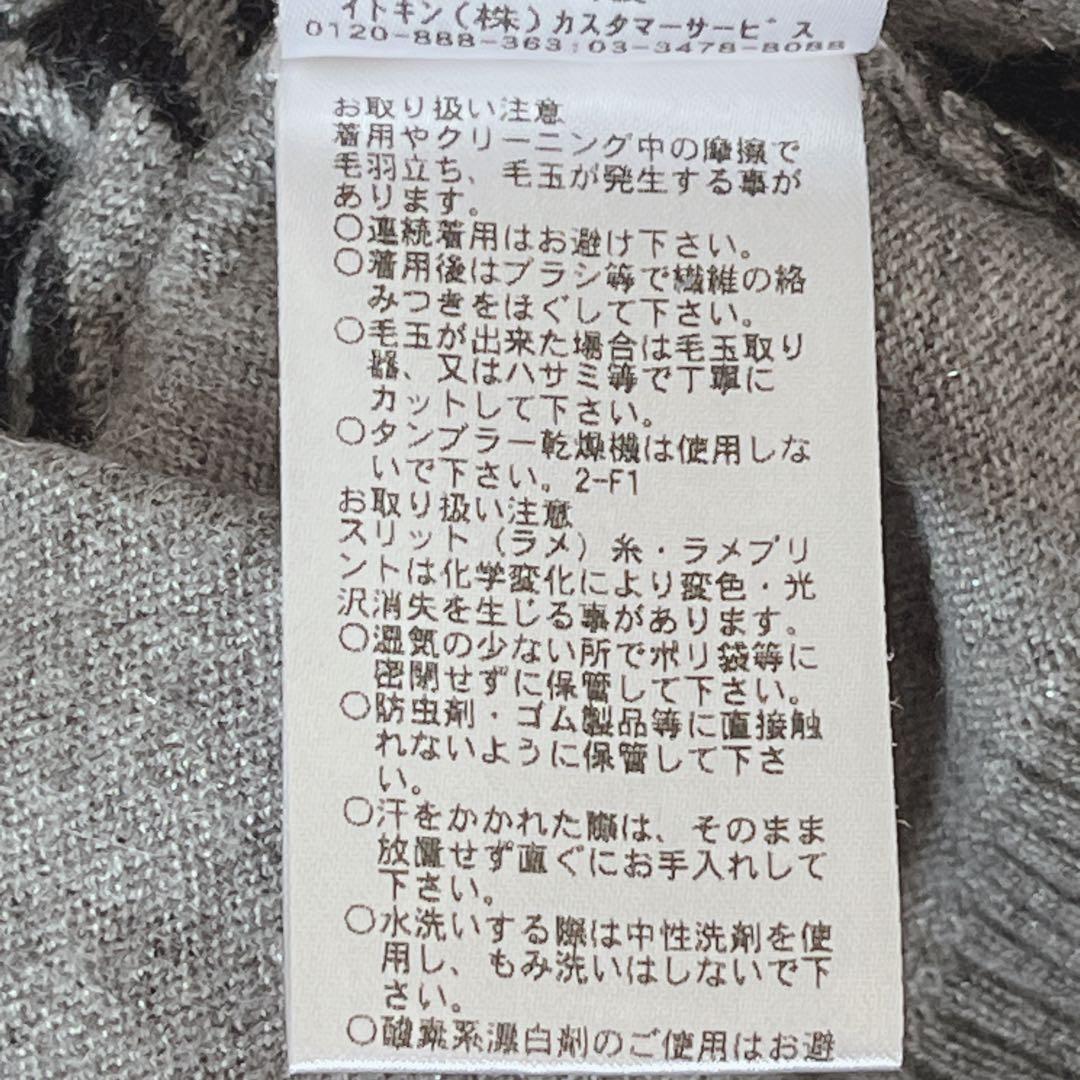 イトキン(株)カスタマーサービス
0120-888-363:03-3478-8088
お取り扱い注意
着用やクリーニング中の摩擦で
毛羽立ち、毛玉が発生する事が
あります。
〇連続着用はお避け下さい。
〇着用後はブラシ等で繊維の絡
みつきをほぐして下さい。
〇毛玉が出来た場合は毛玉取り
器、又はハサミ等で丁寧に
カットして下さい。
〇タンブラー乾燥機は使用しな
いで下さい。2-F1
お取り扱い注意
スリット(ラメ)糸・ラメプリ
ントは化学変化により変色・光
沢消失を生じる事があります。
〇湿気の少ない所でポリ袋等に
密閉せずに保管して下さい。
〇防虫剤・ゴム製品等に直接触
れないように保管して下さ
い。
〇汗をかかれた際は、そのまま
放置せず直ぐにお手入れして
下さい。
〇水洗いする際は中性洗剤を使
用し、もみ洗いはしないで下
さい。
〇酸素系漂白剤のご使用はお避